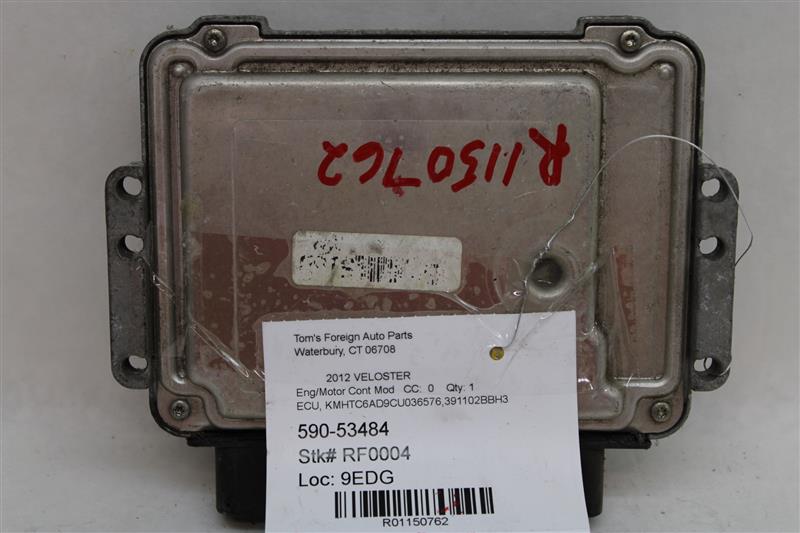 R1150762
Tom's Foreign Auto Parts
Waterbury, CT 06708
2012 VELOSTER
Eng/Motor Cont Mod CC: 0 Qty: 1
ECU, KMHTC6AD9CU036576,391102BBH3
590-53484
Stk# RF0004
Loc: 9EDG
R01150762